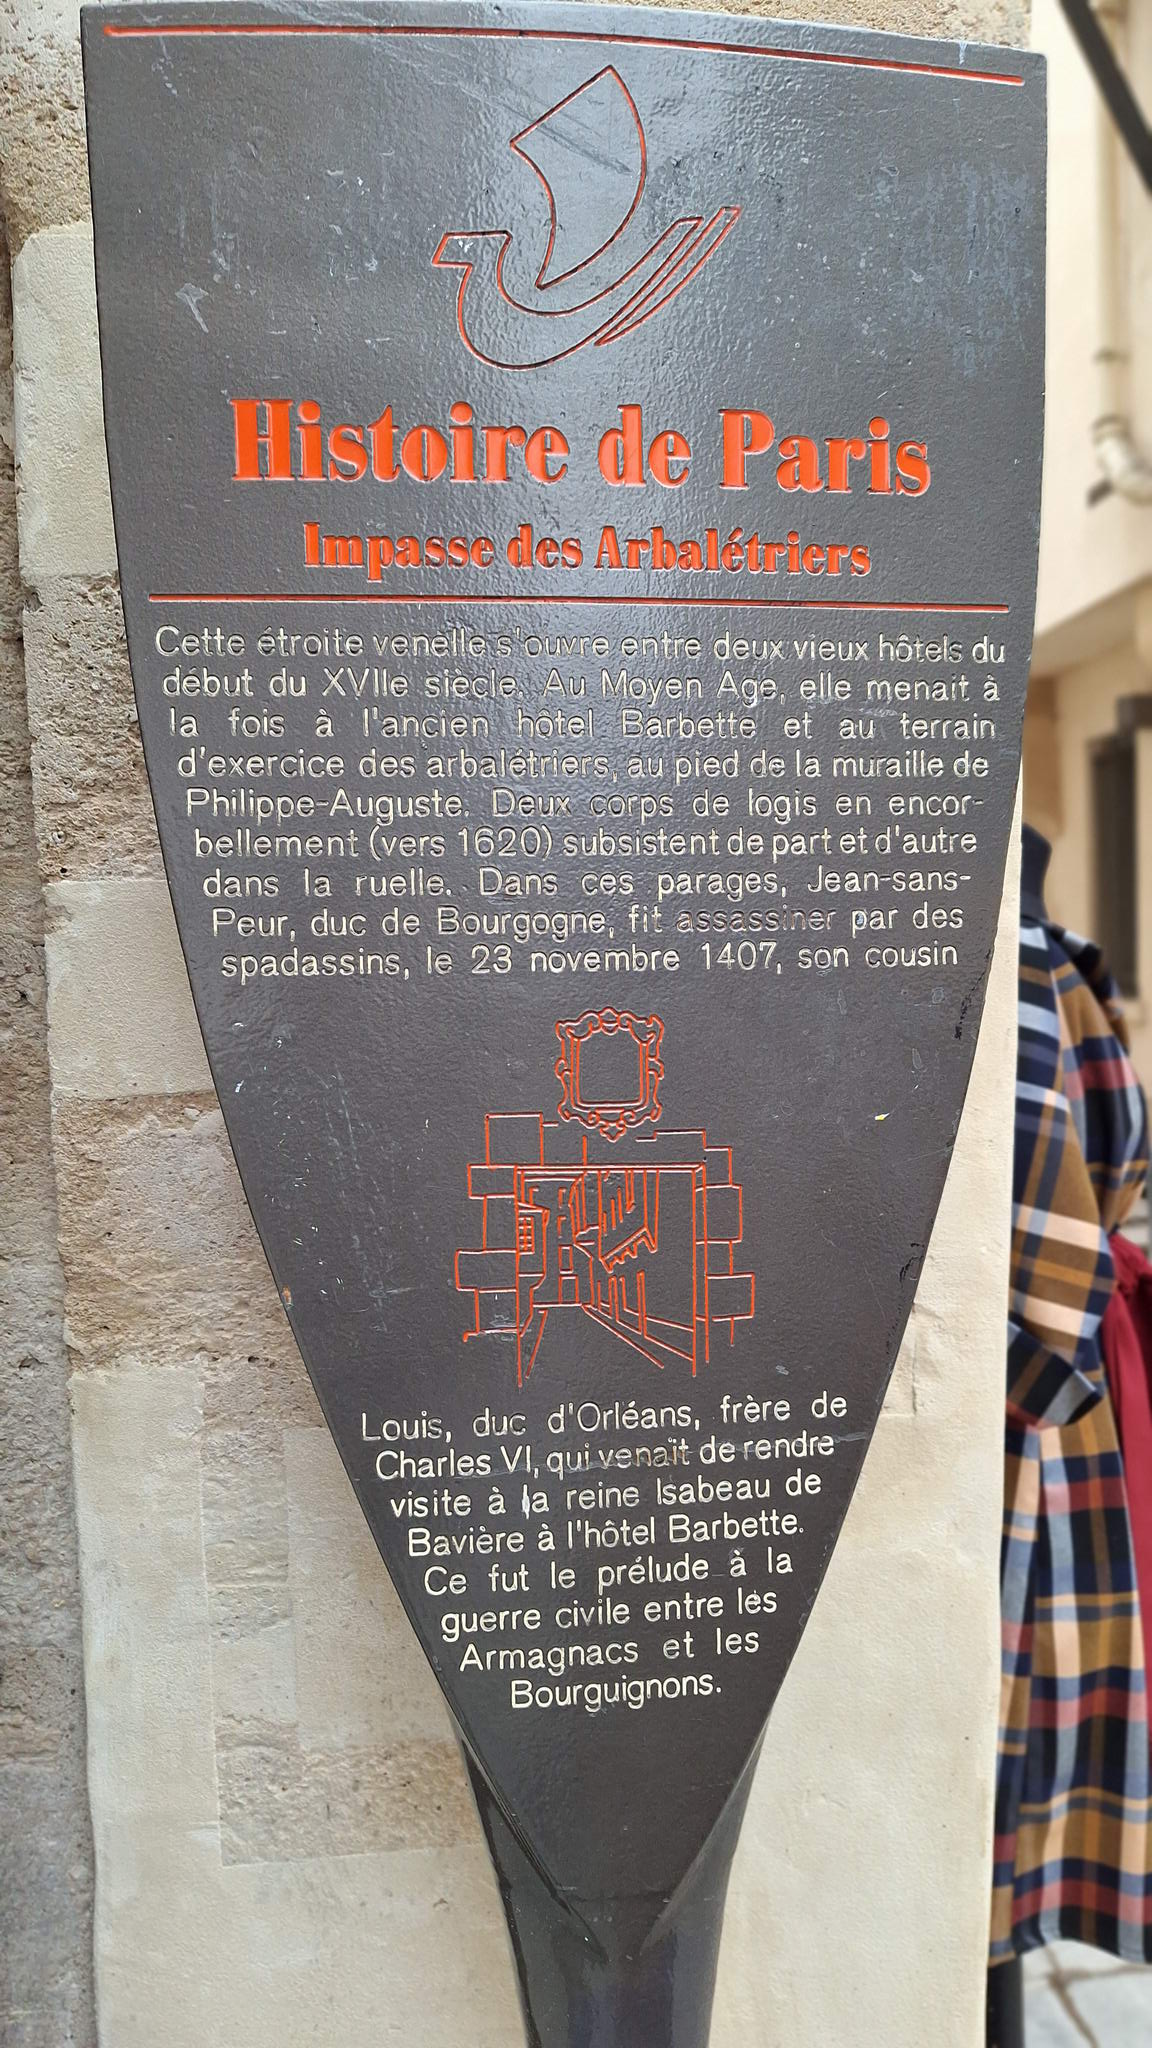 Histoire de Paris
Impasse des Arbalétriers
Cette étroite venelle s'ouvre entre deux vieux hôtels du
début du XVIIe siècle. Au Moyen Age, elle menait à
la fois à l'ancien hôtel Barbette et au terrain
d'exercice des arbalétriers, au pied de la muraille de
Philippe-Auguste. Deux corps de logis en encor-
bellement (vers 1620) subsistent de part et d'autre
dans la ruelle. Dans ces parages, Jean-sans-
Peur, duc de Bourgogne, fit assassiner par des
spadassins, le 23 novembre 1407, son cousin
Louis, duc d'Orléans, frère de
Charles VI, qui venait de rendre
visite à la reine Isabeau de
Bavière à l'hôtel Barbette.
Ce fut le prélude à la
guerre civile entre les
Armagnacs et les
Bourguignons.